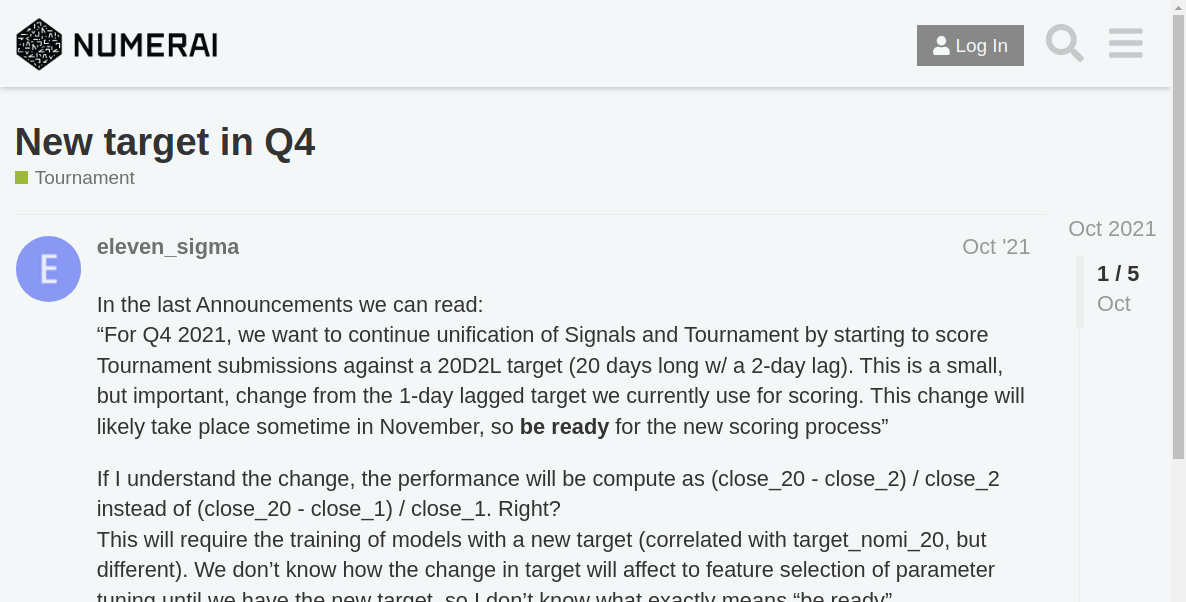 NUMERAI
Log In
New target in Q4
Tournament
Oct 2021
E
eleven_sigma
Oct '21
1 / 5
Oct
In the last Announcements we can read:
“For Q4 2021, we want to continue unification of Signals and Tournament by starting to score
Tournament submissions against a 20D2L target (20 days long w/ a 2-day lag). This is a small,
but important, change from the 1-day lagged target we currently use for scoring. This change will
likely take place sometime in November, so be ready for the new scoring process”
If I understand the change, the performance will be compute as (close_20 - close_2) / close_2
instead of (close_20 - close_1) / close_1. Right?
This will require the training of models with a new target (correlated with target_nomi_20, but
different). We don’t know how the change in target will affect to feature selection of parameter
tuning until we have the new target, so I don’t know what exactly means “be ready”